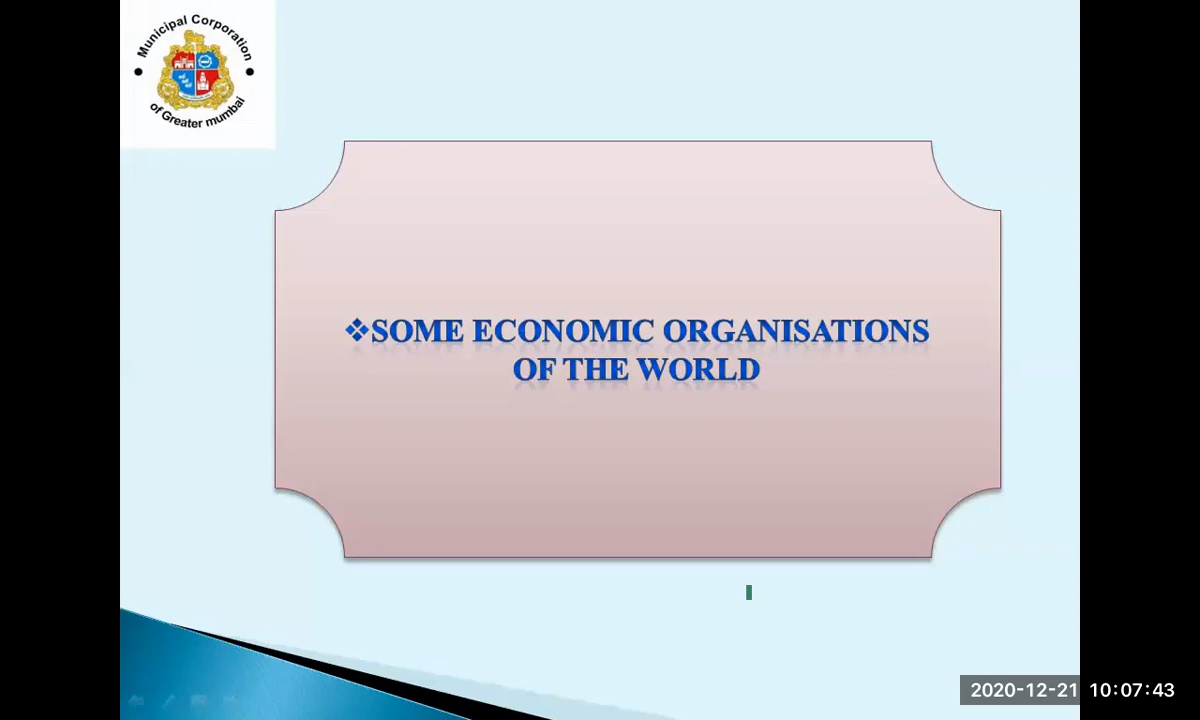 Municipal Corporation
of Greater mumbai
❖SOME ECONOMIC ORGANISATIONS
OF THE WORLD
2020-12-21 10:07:43